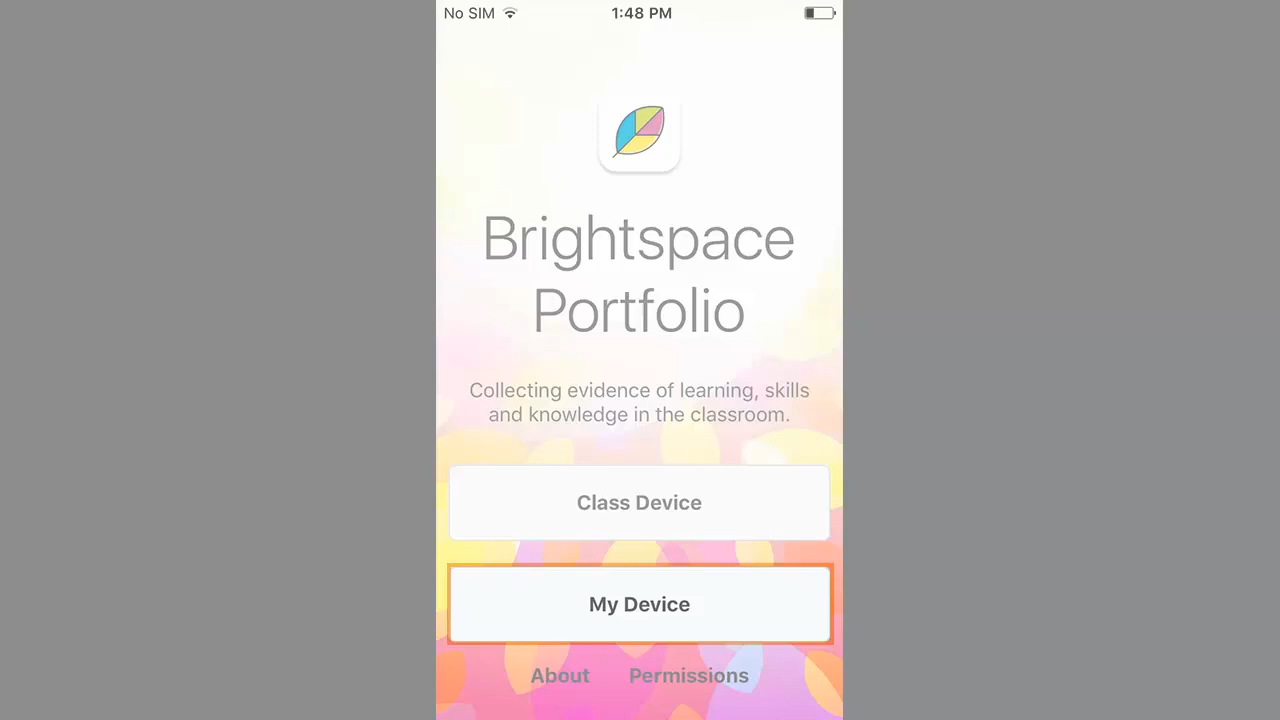 No SIM 1:48 PM
Brightspace
Portfolio
Collecting evidence of learning, skills
and knowledge in the classroom.
Class Device
My Device
About Permissions